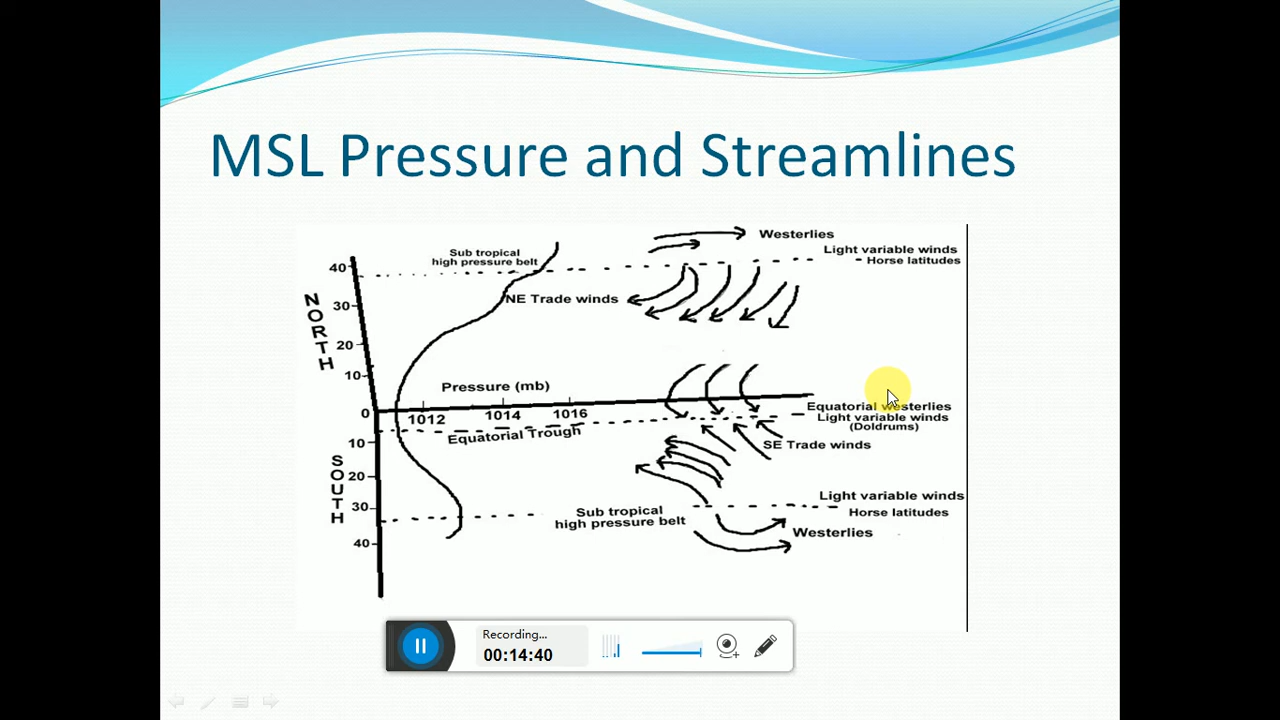 MSL Pressure and Streamlines
Westerlies
Light variable winds
Horse latitudes
Sub tropical
high pressure belt
40
NE Trade winds
30
NORTH
20
10
Pressure (mb)
0
1012
1014
1016
Equatorial Westerlies
Light variable winds
(Doldrums)
Equatorial Trough
10
SE Trade winds
SOUTH
20
30
Light variable winds
Horse latitudes
Sub tropical
high pressure belt
Westerlies
40
Recording...
00:14:40